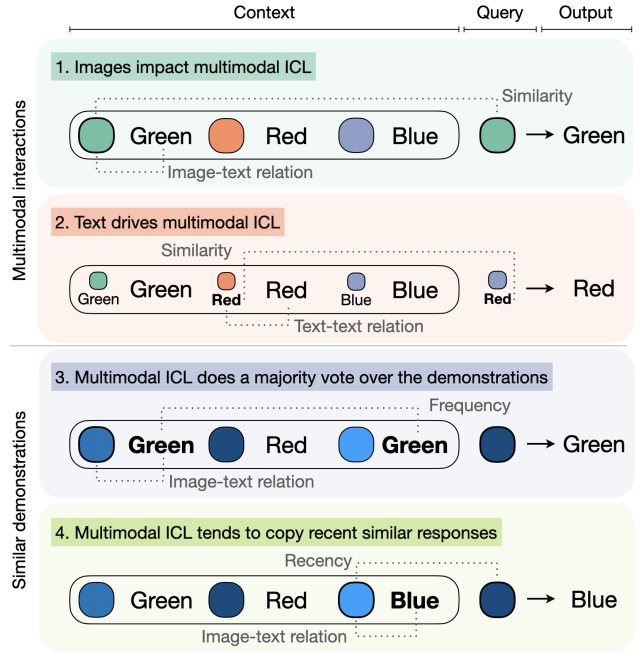 Context Query Output
Multimodal interactions
1. Images impact multimodal ICL
Similarity
Green Red Blue Green
Image-text relation
2. Text drives multimodal ICL
Similarity
Green Green Red Red Blue Blue Red Red
Text-text relation
Similar demonstrations
3. Multimodal ICL does a majority vote over the demonstrations
Frequency
Green Red Green Green
Image-text relation
4. Multimodal ICL tends to copy recent similar responses
Recency
Green Red Blue Blue
Image-text relation